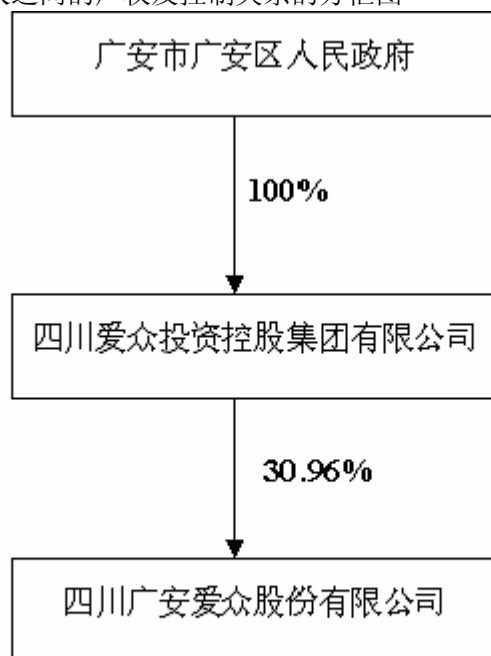 之间的产权及控制关系的方框图
广安市广安区人民政府
100%
四川爱众投资控股集团有限公司
30.96%
四川广安爱众股份有限公司